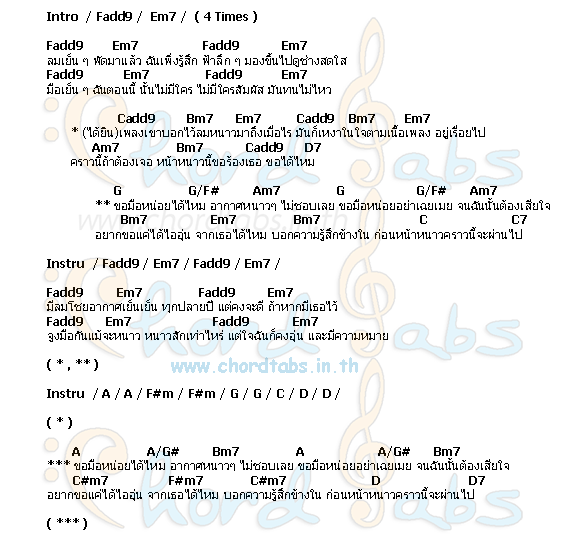 Intro / Fadd9 / Em7 / ( 4 Times )
Fadd9 Em7 Fadd9 Em7
ลมเย็น ๆ พัดมาแล้ว ฉันเพิ่งรู้สึก ฟ้าลึก ๆ มองขึ้นไปดูช่างสดใส
Fadd9 Em7 Fadd9 Em7
มือเย็น ๆ ฉันตอนนี้ นั้นไม่มีใคร ไม่มีใครสัมผัส มันทนไม่ไหว
Cadd9 Bm7 Em7 Cadd9 Bm7 Em7
* (ได้ยิน)เพลงเขาบอกไว้ลมหนาวมาถึงเมื่อไร มันก็เหงาในใจตามเนื้อเพลง อยู่เรื่อยไป
Am7 Bm7 Cadd9 D7
คราวนี้ถ้าต้องเจอ หน้าหนาวนี้ขอร้องเธอ ขอได้ไหม
G G/F# Am7 G G/F# Am7
** ขอมือหน่อยได้ไหม อากาศหนาวๆ ไม่ชอบเลย ขอมือหน่อยอย่าเฉยเมย จนฉันนั้นต้องเสียใจ
Bm7 Em7 Bm7 C C7
อยากขอแค่ได้ไออุ่น จากเธอได้ไหม บอกความรู้สึกข้างใน ก่อนหน้าหนาวคราวนี้จะผ่านไป
Instru / Fadd9 / Em7 / Fadd9 / Em7 /
Fadd9 Em7 Fadd9 Em7
มีลมโชยอากาศเย็นเย็น ทุกปลายปี แต่คงจะดี ถ้าหากมีเธอไว้
Fadd9 Em7 Fadd9 Em7
จูงมือกันแม้จะหนาว หนาวสักเท่าไหร่ แต่ใจฉันก็คงอุ่น และมีความหมาย
( * , ** )
www.chordtabs.in.th
Instru / A / A / F#m / F#m / G / G / C / D / D /
( * )
A A/G# Bm7 A A/G# Bm7
*** ขอมือหน่อยได้ไหม อากาศหนาวๆ ไม่ชอบเลย ขอมือหน่อยอย่าเฉยเมย จนฉันนั้นต้องเสียใจ
C#m7 F#m7 C#m7 D D7
อยากขอแค่ได้ไออุ่น จากเธอได้ไหม บอกความรู้สึกข้างใน ก่อนหน้าหนาวคราวนี้จะผ่านไป
( *** )